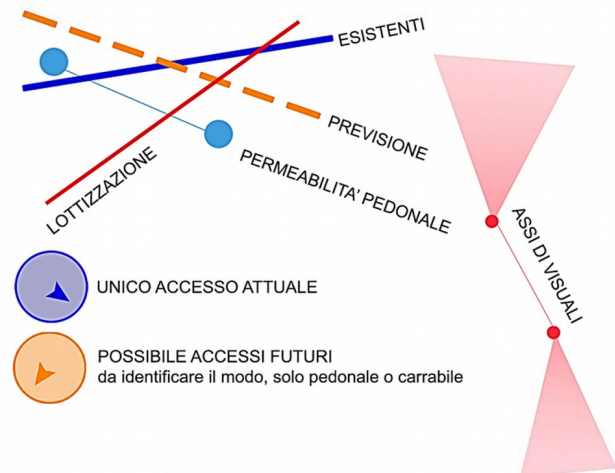 ESISTENTI
PREVISIONE
LOTTIZZAZIONE
PERMEABILITA' PEDONALE
ASSI DI VISUALI
UNICO ACCESSO ATTUALE
POSSIBILE ACCESSI FUTURI
da identificare il modo, solo pedonale o carrabile